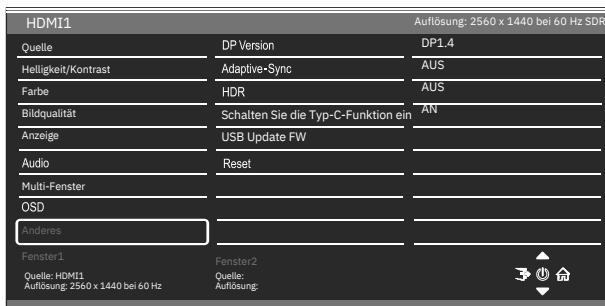 HDMI1 Auflösung: 2560 x 1440 bei 60 Hz SDR
Quelle DP Version DP1.4
Helligkeit/Kontrast Adaptive-Sync AUS
Farbe HDR AUS
Bildqualität Schalten Sie die Typ-C-Funktion ein AN
Anzeige USB Update FW
Audio Reset
Multi-Fenster
OSD
Anderes
Fenster1 Fenster2
Quelle: HDMI1 Quelle:
Auflösung: 2560 x 1440 bei 60 Hz Auflösung: